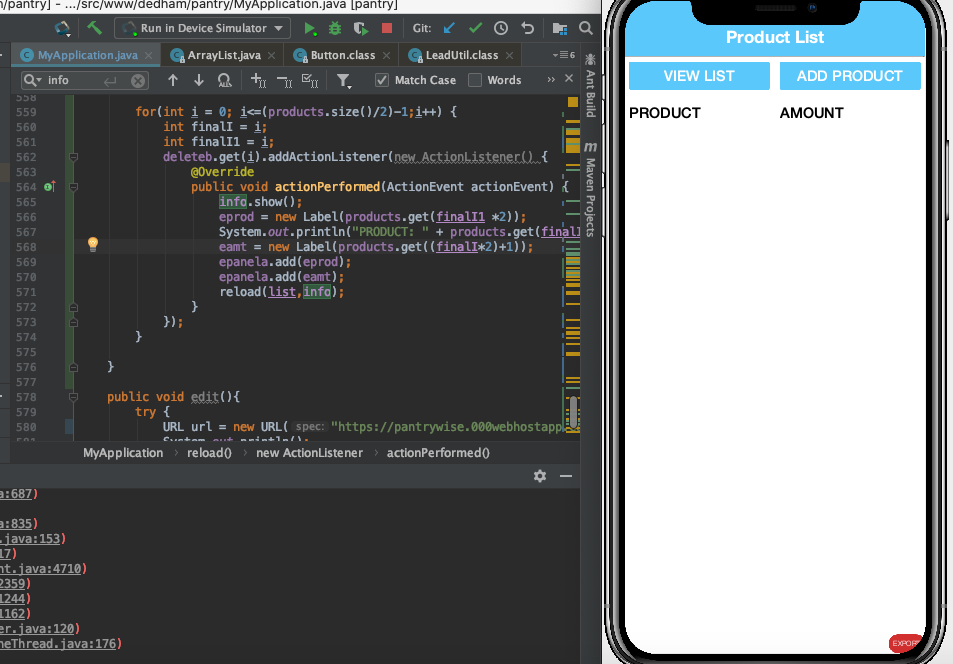 n/pantry] - .../src/www/dedham/pantry/MyApplication.java [pantry]
Run in Device Simulator Git:
MyApplication.java ArrayList.java Button.class LeadUtil.class 6
info Match Case Words
558
559 for(int i = 0; i<=(products.size()/2)-1;i++) {
560 int finalI = i;
561 int finalI1 = i;
562 deleteb.get(i).addActionListener(new ActionListener() {
563 @Override
564 public void actionPerformed(ActionEvent actionEvent) {
565 info.show();
566 eprod = new Label(products.get(finalI1 *2));
567 System.out.println("PRODUCT: " + products.get(finalI
568 eamt = new Label(products.get((finalI*2)+1));
569 epanela.add(eprod);
570 epanela.add(eamt);
571 reload(list,info);
572 }
573 });
574 }
575
576 }
577
578 public void edit(){
579 try {
580 URL url = new URL( spec: "https://pantrywise.000webhostapp.
581 System.out.println();
MyApplication reload() new ActionListener actionPerformed()
Ant Build
Maven Projects
a:687)
a:835)
.java:153)
17)
nt.java:4710)
2359)
1244)
1162)
er.java:120)
neThread.java:176)
Product List
VIEW LIST ADD PRODUCT
PRODUCT AMOUNT
EXPORT